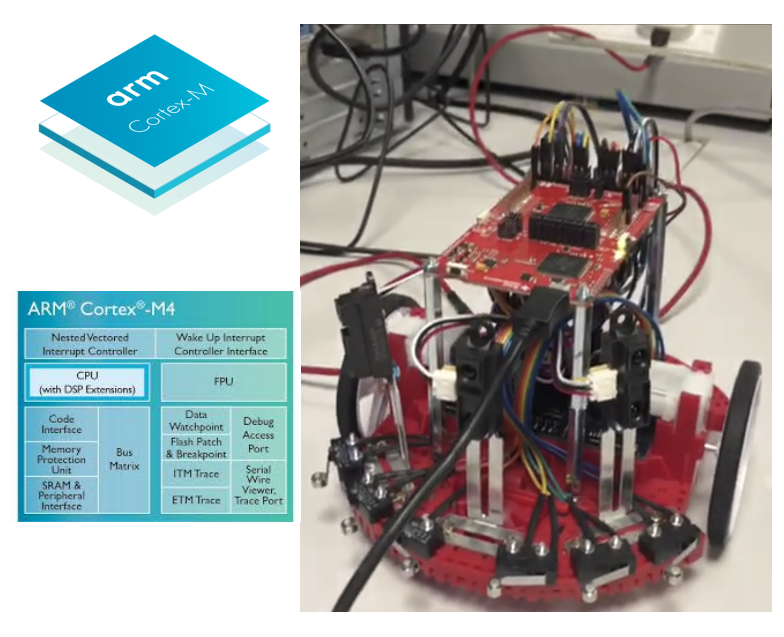 arm
Cortex-M
ARM® Cortex®-M4
Nested Vectored
Interrupt Controller
Wake Up Interrupt
Controller Interface
CPU
(with DSP Extensions)
FPU
Code
Interface
Memory
Protection
Unit
SRAM &
Peripheral
Interface
Bus
Matrix
Data
Watchpoint
Flash Patch
& Breakpoint
ITM Trace
ETM Trace
Debug
Access
Port
Serial
Wire
Viewer,
Trace Port